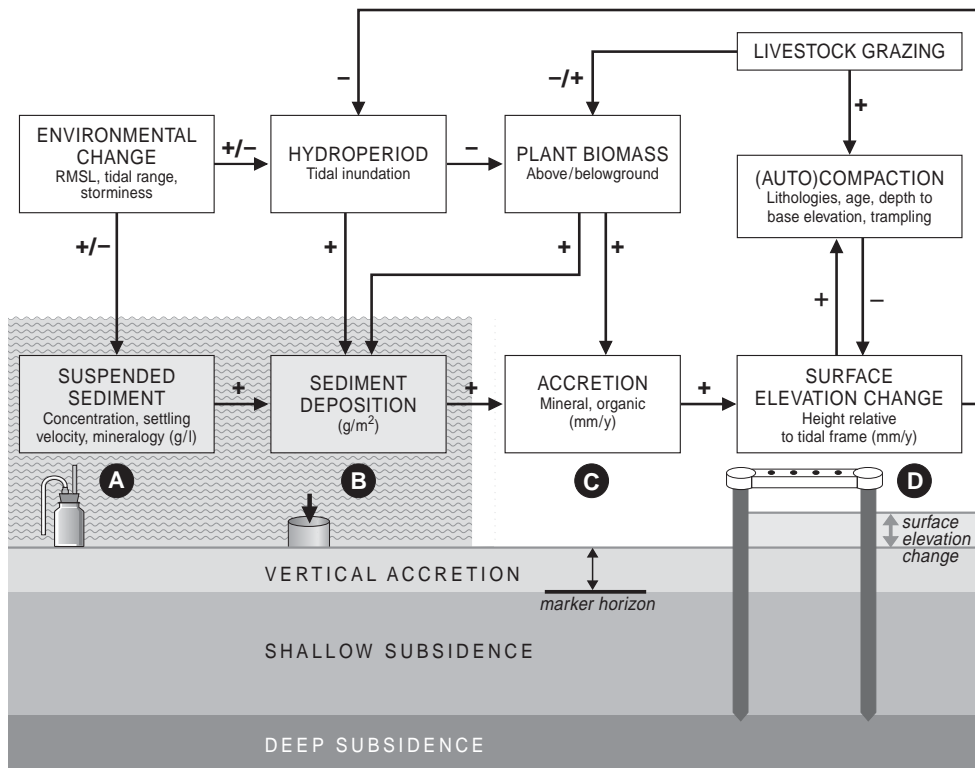 LIVESTOCK GRAZING
–
–/+
+
ENVIRONMENTAL
CHANGE
RMSL, tidal range,
storminess
+/–
HYDROPERIOD
Tidal inundation
–
PLANT BIOMASS
Above/belowground
(AUTO)COMPACTION
Lithologies, age, depth to
base elevation, trampling
+/–
+
+
+
+
–
SUSPENDED
SEDIMENT
Concentration, settling
velocity, mineralogy (g/l)
+
SEDIMENT
DEPOSITION
(g/m²)
+
ACCRETION
Mineral, organic
(mm/y)
+
SURFACE
ELEVATION CHANGE
Height relative
to tidal frame (mm/y)
A
B
C
D
surface
elevation
change
VERTICAL ACCRETION
marker horizon
SHALLOW SUBSIDENCE
DEEP SUBSIDENCE